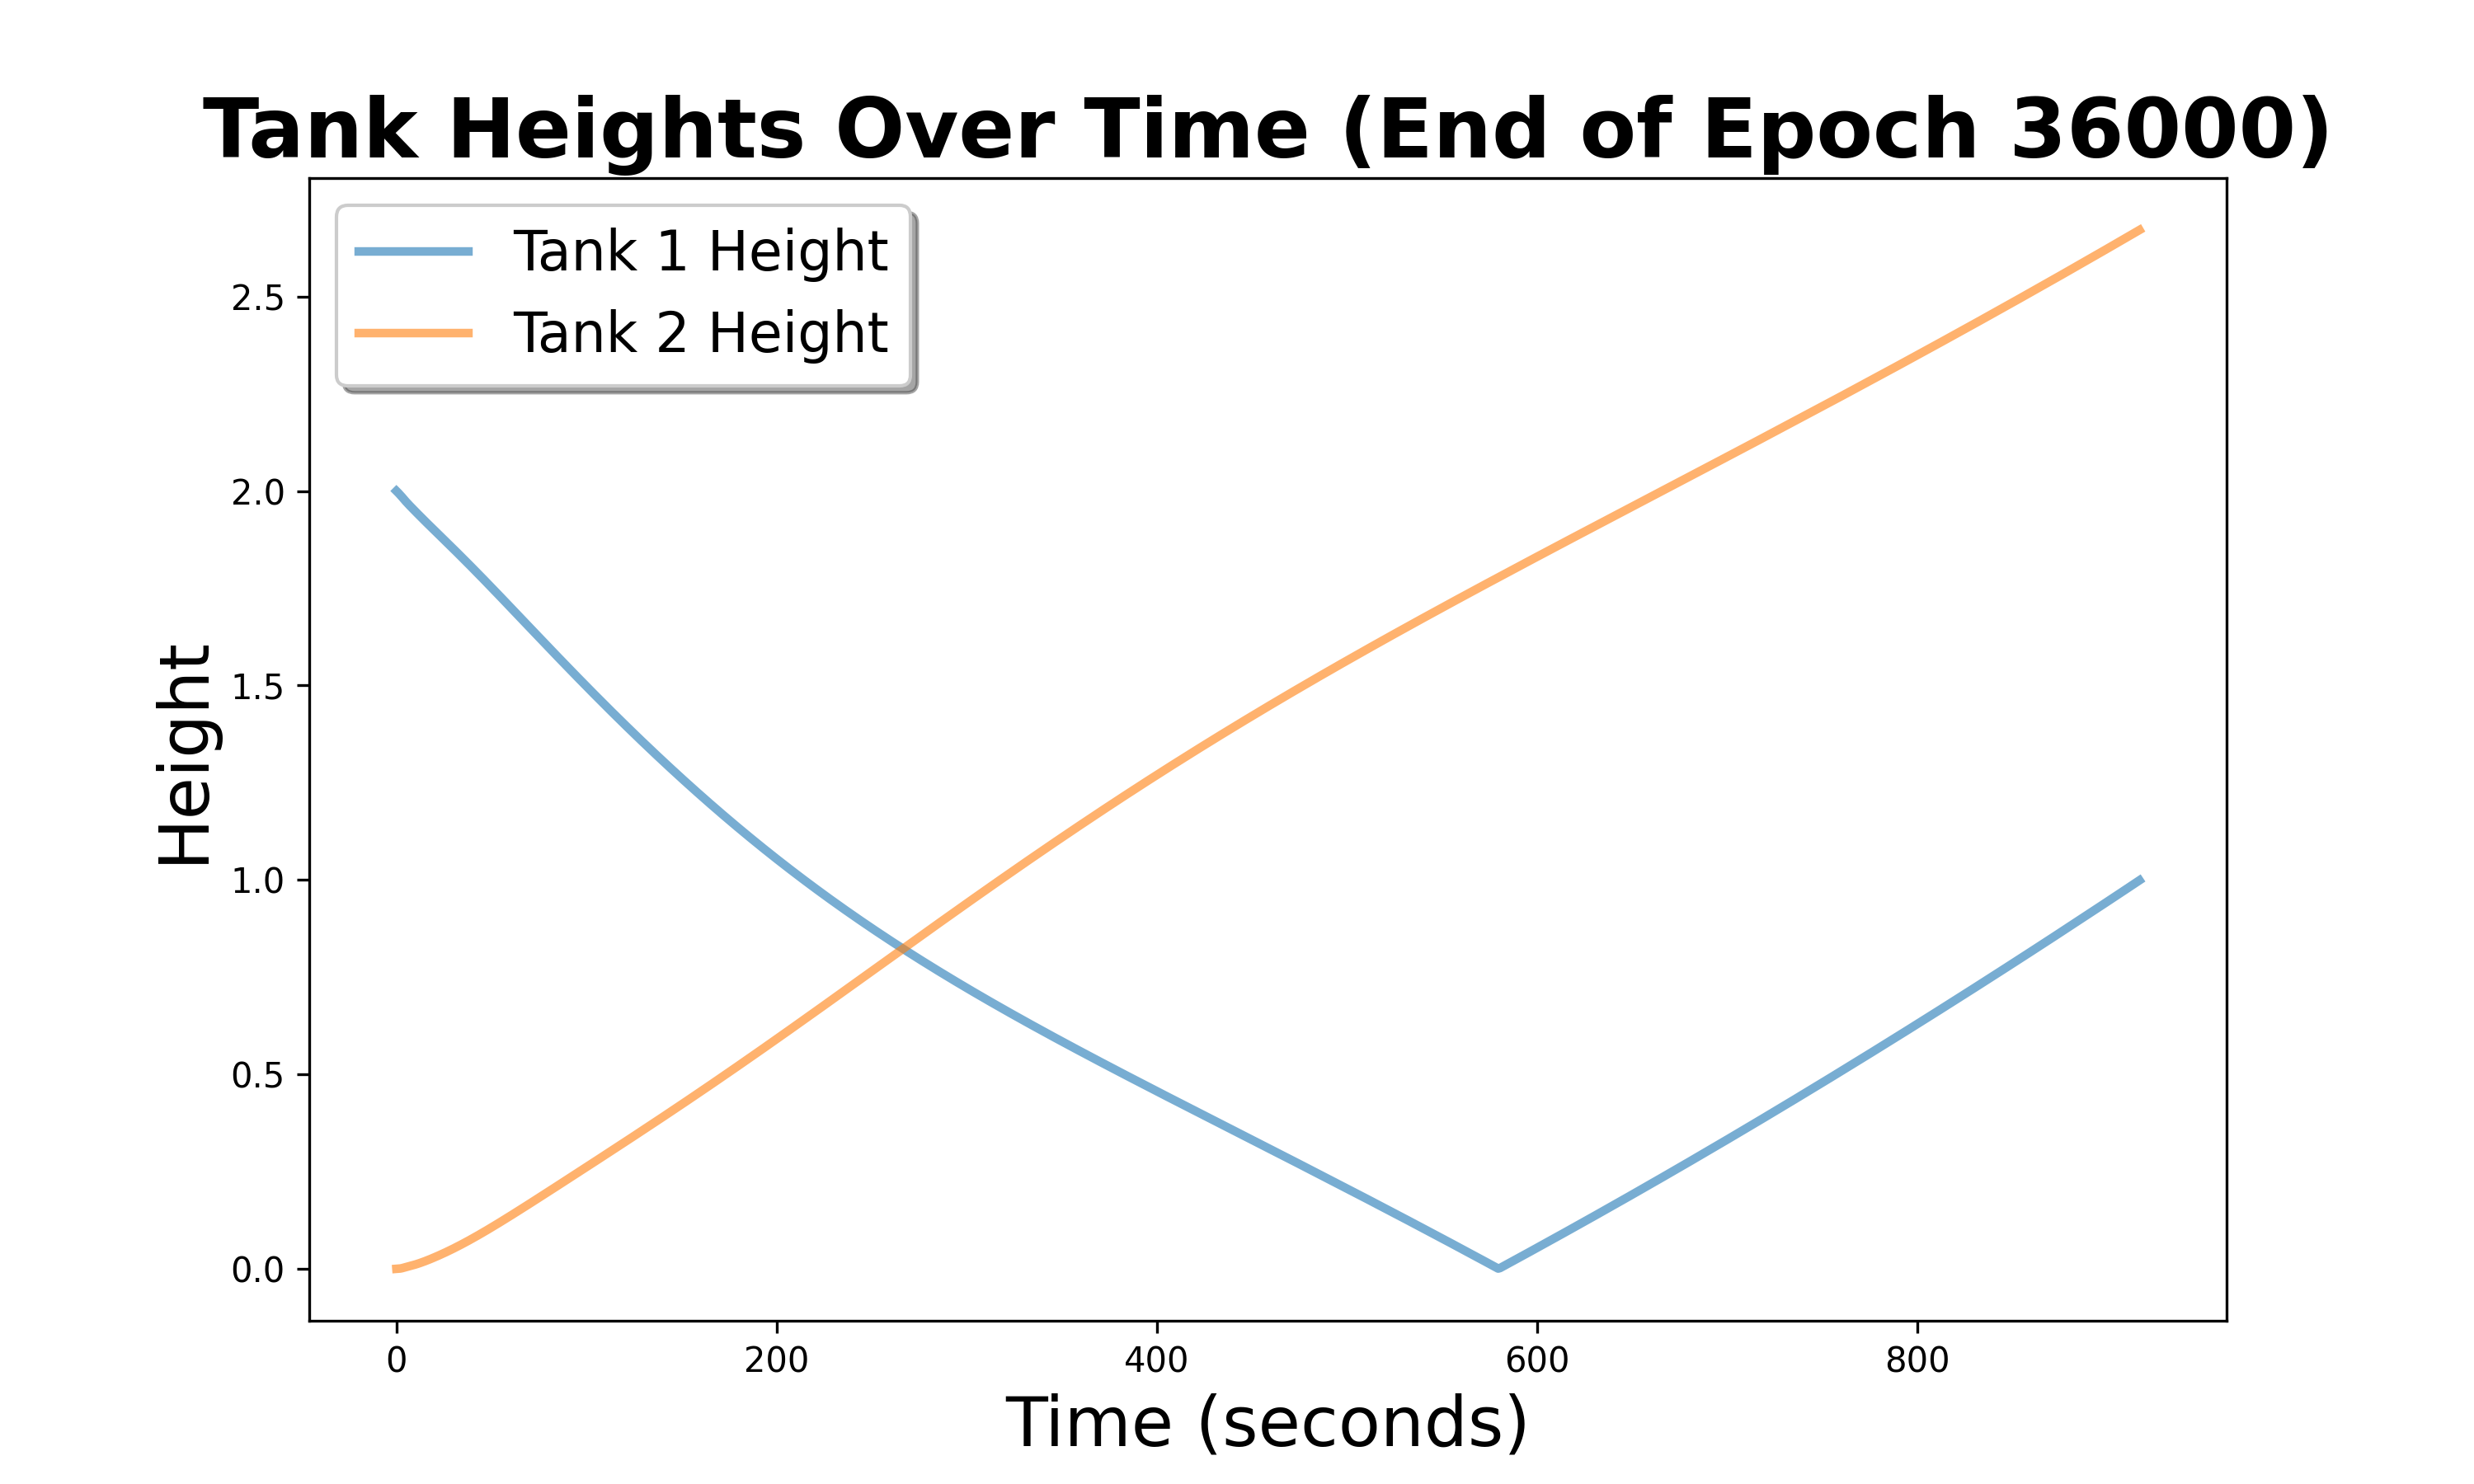 Tank Heights Over Time (End of Epoch 36000)
Tank 1 Height
Tank 2 Height
Height
2.5
2.0
1.5
1.0
0.5
0.0
0 200 400 600 800
Time (seconds)